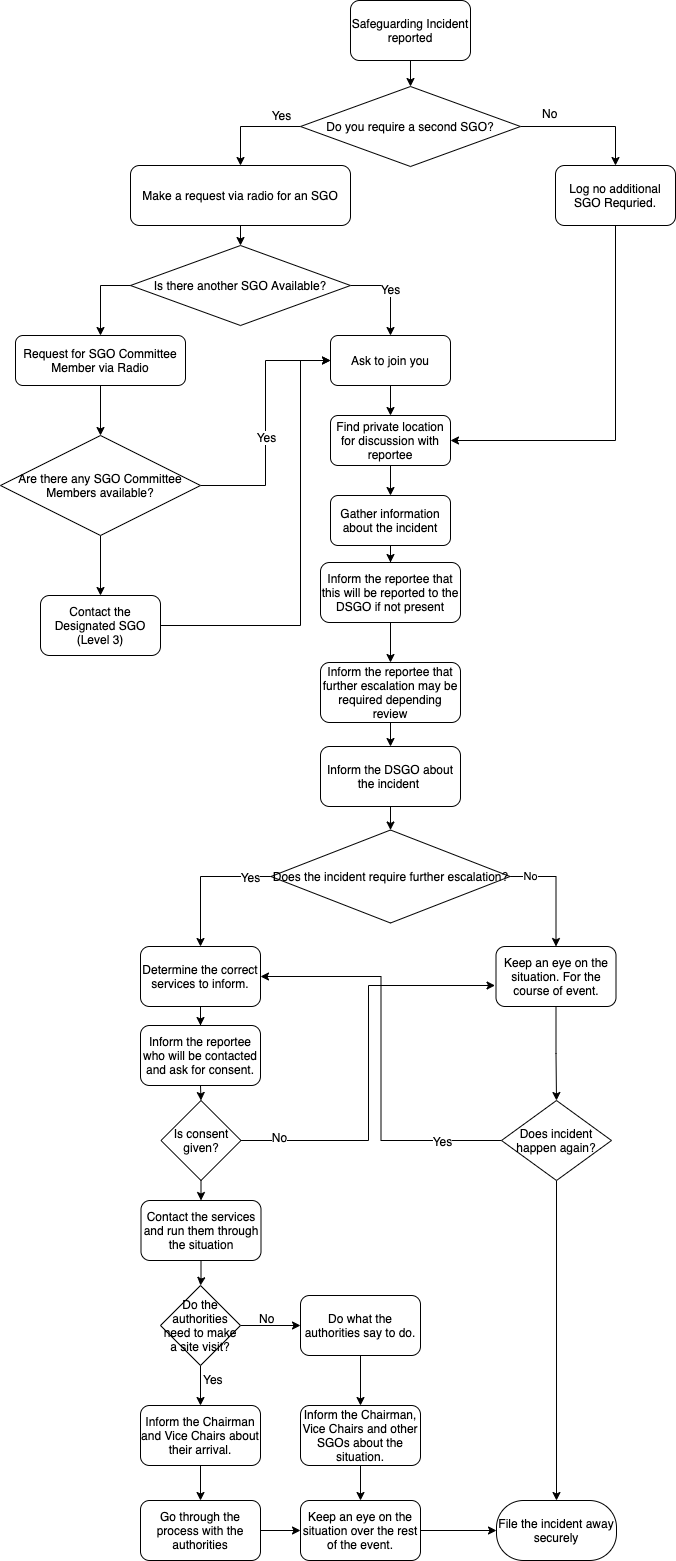 Safeguarding Incident
reported
Do you require a second SGO?
Yes
No
Make a request via radio for an SGO
Log no additional
SGO Requried.
Is there another SGO Available?
Yes
Request for SGO Committee
Member via Radio
Ask to join you
Yes
Are there any SGO Committee
Members available?
Find private location
for discussion with
reportee
Gather information
about the incident
Inform the reportee that
this will be reported to the
DSGO if not present
Contact the
Designated SGO
(Level 3)
Inform the reportee that
further escalation may be
required depending
review
Inform the DSGO about
the incident
Does the incident require further escalation?
Yes
No
Determine the correct
services to inform.
Keep an eye on the
situation. For the
course of event.
Inform the reportee
who will be contacted
and ask for consent.
Is consent
given?
No
Yes
Does incident
happen again?
Contact the services
and run them through
the situation
Do the
authorities
need to make
a site visit?
No
Do what the
authorities say to do.
Yes
Inform the Chairman
and Vice Chairs about
their arrival.
Inform the Chairman,
Vice Chairs and other
SGOs about the
situation.
Go through the
process with the
authorities
Keep an eye on the
situation over the rest
of the event.
File the incident away
securely